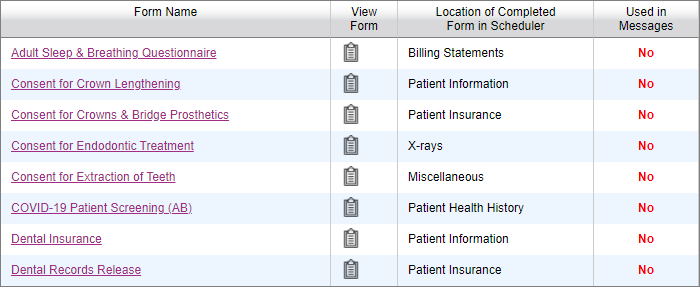 Form Name View Form Location of Completed Form in Scheduler Used in Messages
Adult Sleep & Breathing Questionnaire Billing Statements No
Consent for Crown Lengthening Patient Information No
Consent for Crowns & Bridge Prosthetics Patient Insurance No
Consent for Endodontic Treatment X-rays No
Consent for Extraction of Teeth Miscellaneous No
COVID-19 Patient Screening (AB) Patient Health History No
Dental Insurance Patient Information No
Dental Records Release Patient Insurance No